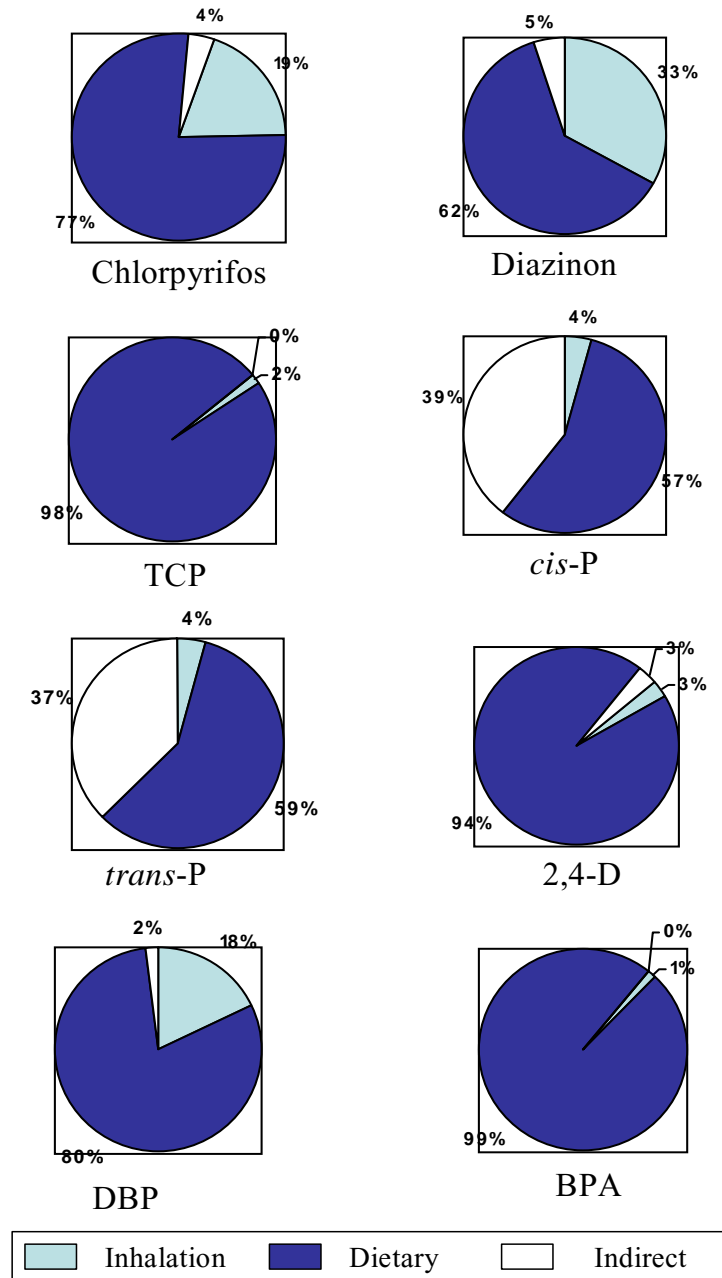 4%
19%
77%
Chlorpyrifos
5%
33%
62%
Diazinon
0%
2%
98%
TCP
4%
39%
57%
cis-P
4%
37%
59%
trans-P
3%
3%
94%
2,4-D
2%
18%
80%
DBP
0%
1%
99%
BPA
Inhalation Dietary Indirect